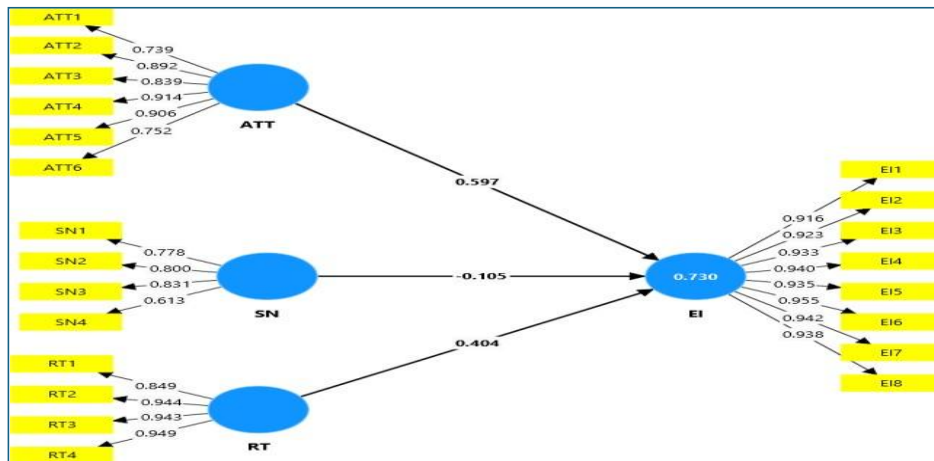 ATT1
ATT2
ATT3
ATT4
ATT5
ATT6
0.739
0.892
0.839
0.914
0.906
0.752
ATT
0.597
SN1
SN2
SN3
SN4
0.778
0.800
0.831
0.613
SN
-0.105
RT1
RT2
RT3
RT4
0.849
0.944
0.943
0.949
RT
0.404
0.730
EI
0.916
0.923
0.933
0.940
0.935
0.955
0.942
0.938
EI1
EI2
EI3
EI4
EI5
EI6
EI7
EI8